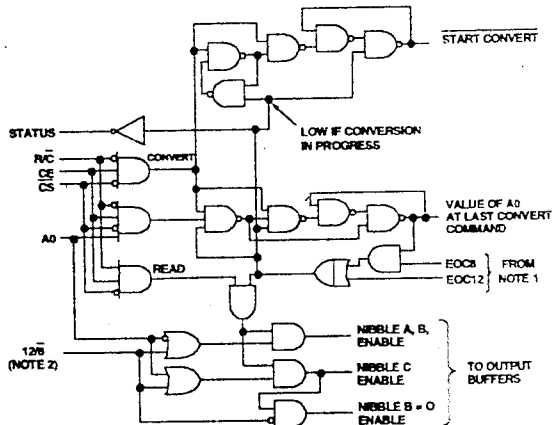 START CONVERT
LOW IF CONVERSION
IN PROGRESS
STATUS
R/C
CE
CS
CONVERT
A0
READ
VALUE OF A0
AT LAST CONVERT
COMMAND
EOC8
EOC12
FROM
NOTE 1
12/8
(NOTE 2)
NIBBLE A, B,
ENABLE
NIBBLE C
ENABLE
NIBBLE B = O
ENABLE
TO OUTPUT
BUFFERS